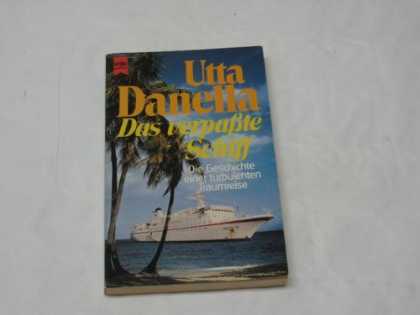 Utta
Danella
Das verpaßte
Schiff
Die Geschichte
einer turbulenten
Traumreise